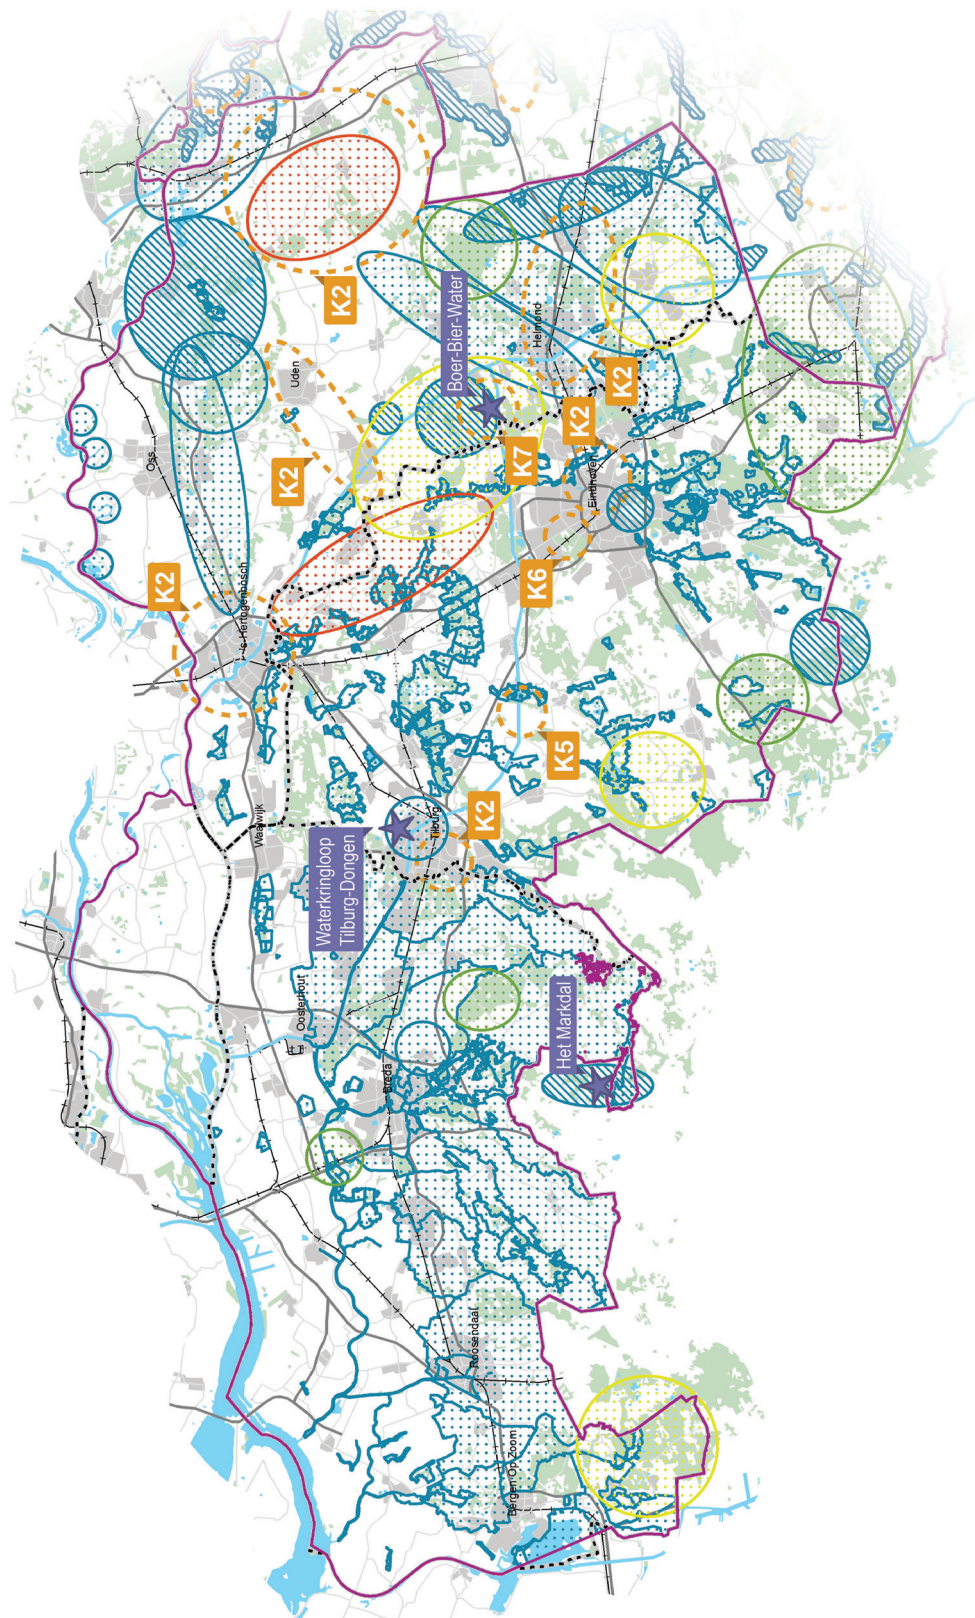 Oss
Uden
K2
K2
K2
's-Hertogenbosch
Boer-Bier-Water
Helmond
K2
K2
K7
Eindhoven
K6
Waalwijk
Waterkringloop
Tilburg-Dongen
Tilburg
K2
K5
Oosterhout
Breda
Het Markdal
Roosendaal
Bergen Op Zoom